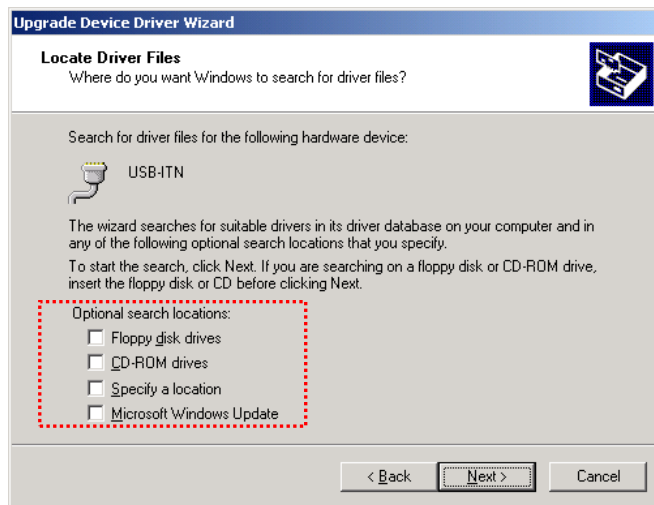 Upgrade Device Driver Wizard
Locate Driver Files
Where do you want Windows to search for driver files?
Search for driver files for the following hardware device:
USB-ITN
The wizard searches for suitable drivers in its driver database on your computer and in
any of the following optional search locations that you specify.
To start the search, click Next. If you are searching on a floppy disk or CD-ROM drive,
insert the floppy disk or CD before clicking Next.
Optional search locations:
Floppy disk drives
CD-ROM drives
Specify a location
Microsoft Windows Update
< Back Next > Cancel